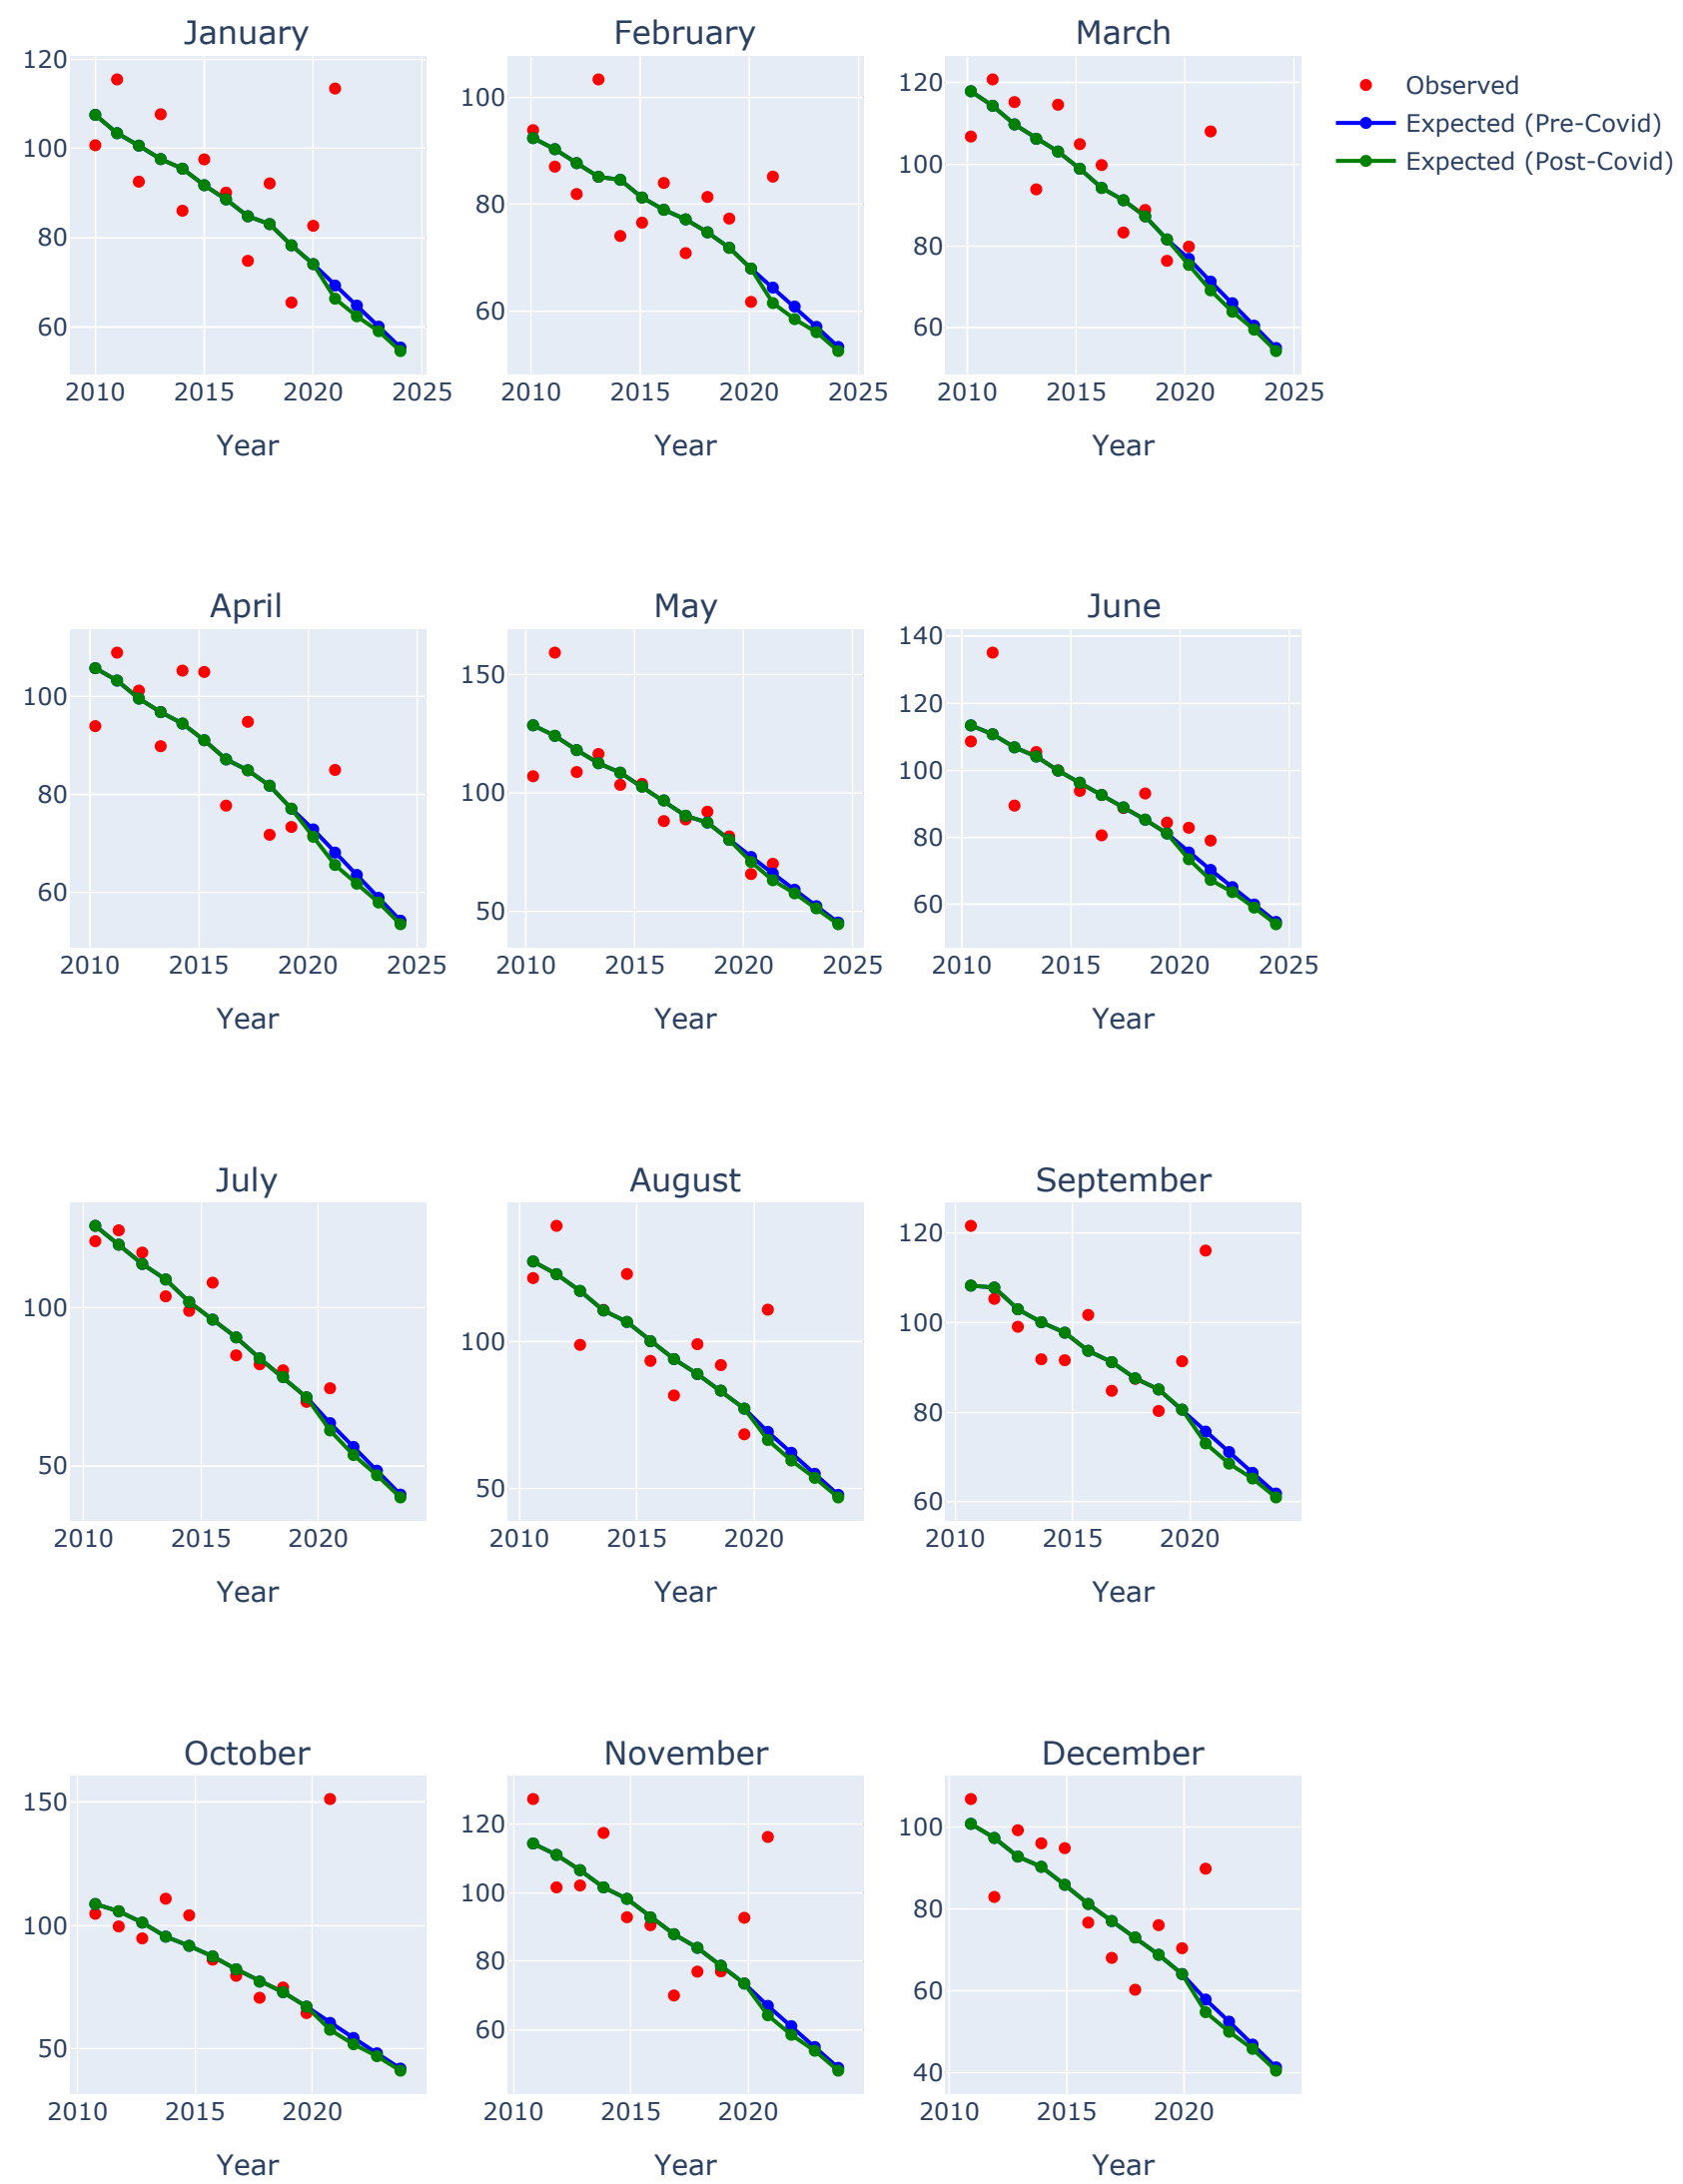 January February March
120
100
80
60
2010 2015 2020 2025
Year
100
80
60
2010 2015 2020 2025
Year
120
100
80
60
2010 2015 2020 2025
Year
Observed
Expected (Pre-Covid)
Expected (Post-Covid)
April May June
100
80
60
2010 2015 2020 2025
Year
150
100
50
2010 2015 2020 2025
Year
140
120
100
80
60
2010 2015 2020 2025
Year
July August September
100
50
2010 2015 2020
Year
100
50
2010 2015 2020
Year
120
100
80
60
2010 2015 2020
Year
October November December
150
100
50
2010 2015 2020
Year
120
100
80
60
2010 2015 2020
Year
100
80
60
40
2010 2015 2020
Year